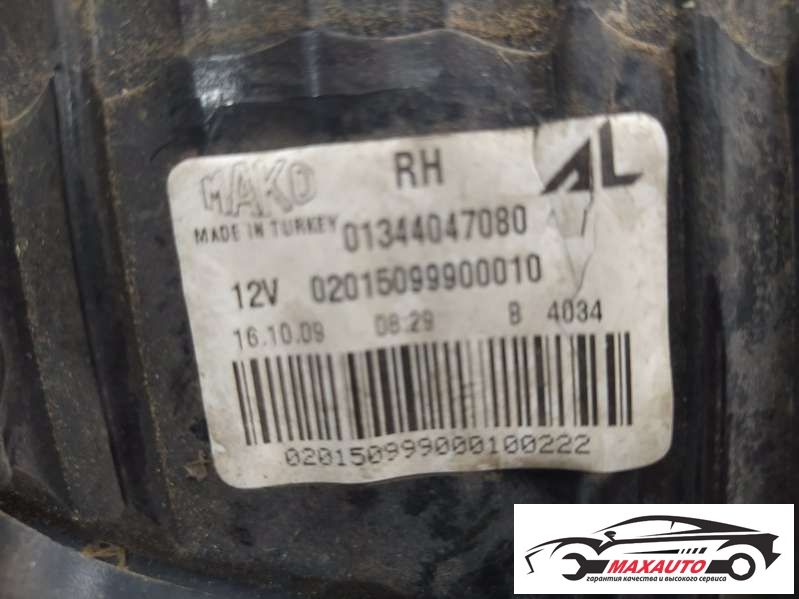 MAKO RH AL
MADE IN TURKEY 01344047080
12V 02015099900010
16.10.09 08:29 B 4034
020150999000100222
MAXAUTO
гарантия качества и высокого сервиса